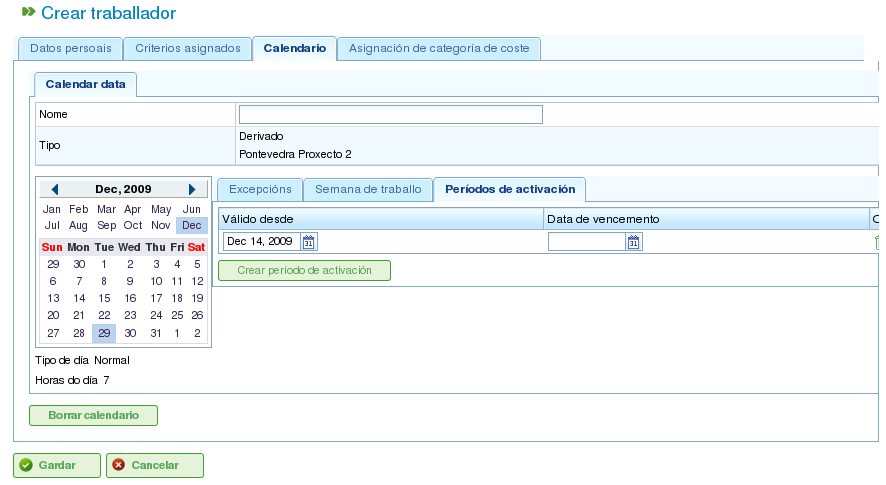 Crear traballador
Datos persoais Criterios asignados Calendario Asignación de categoría de coste
Calendar data
Nome
Tipo
Derivado
Pontevedra Proxecto 2
Dec, 2009
Jan Feb Mar Apr May Jun
Jul Aug Sep Oct Nov Dec
Sun Mon Tue Wed Thu Fri Sat
29 30 1 2 3 4 5
6 7 8 9 10 11 12
13 14 15 16 17 18 19
20 21 22 23 24 25 26
27 28 29 30 31 1 2
Tipo de día Normal
Horas do día 7
Excepcións Semana de traballo Períodos de activación
Válido desde Data de vencemento
Dec 14, 2009 31 31
Crear periodo de activación
Borrar calendario
Gardar Cancelar